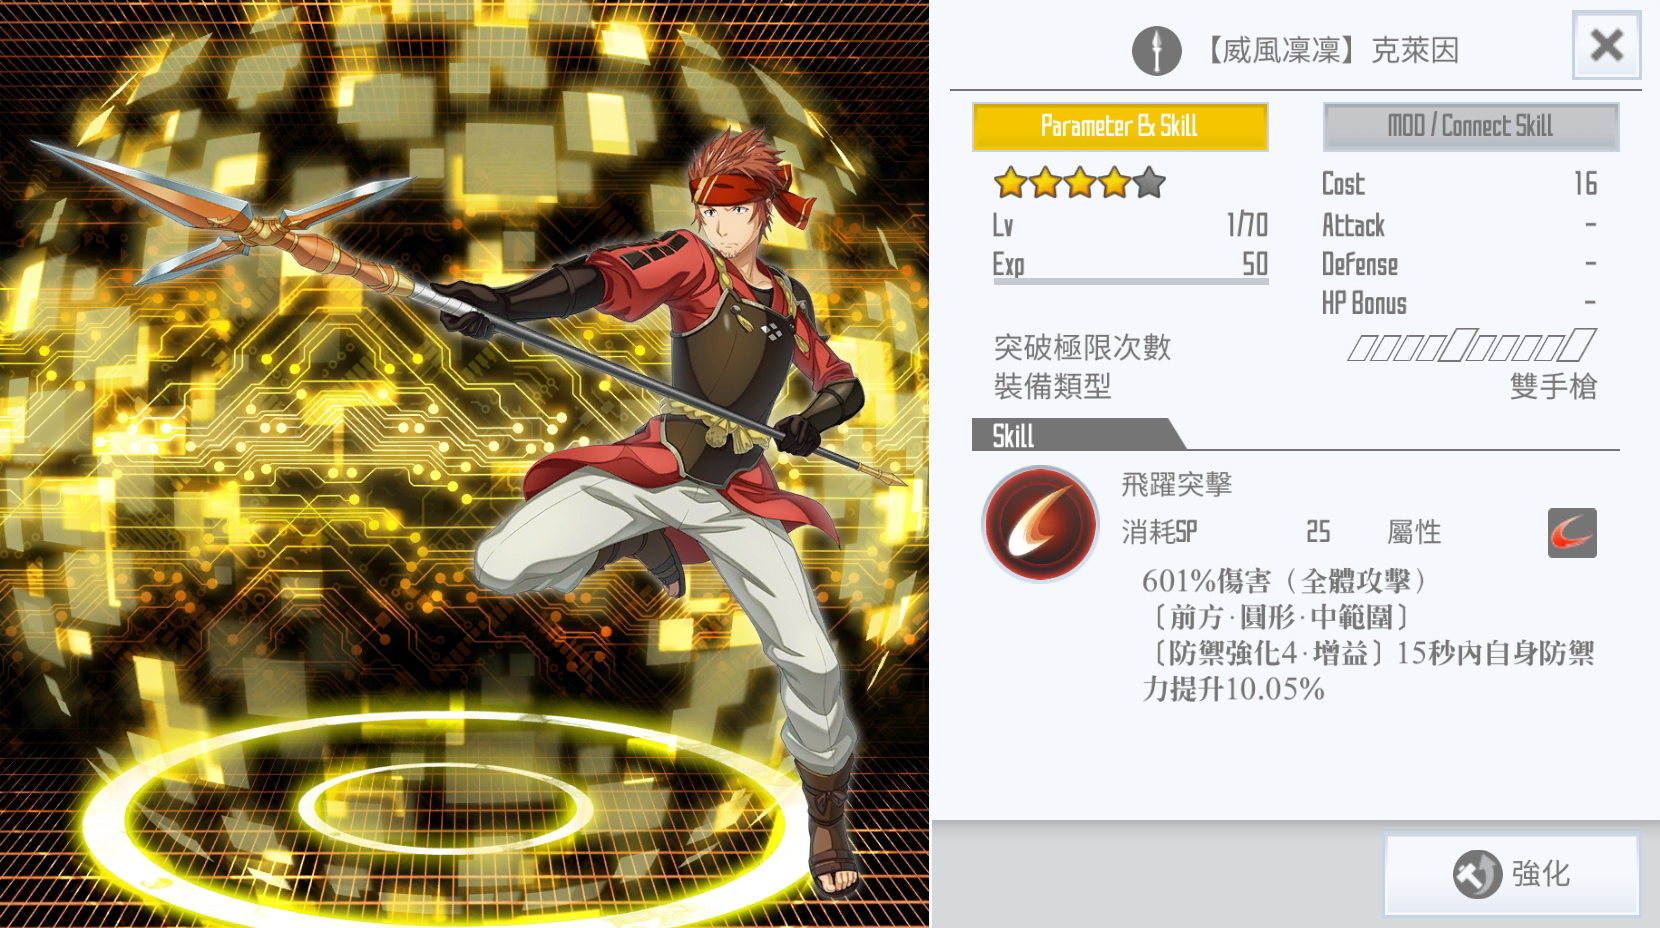 【威風凜凜】克萊因
Parameter & Skill
MOD / Connect Skill
Cost 16
Lv 1/70
Attack -
Exp 50
Defense -
HP Bonus -
突破極限次數
裝備類型 雙手槍
Skill
飛躍突擊
消耗SP 25 屬性
601%傷害（全體攻擊）
〔前方·圓形·中範圍〕
〔防禦強化4·增益〕15秒內自身防禦
力提升10.05%
強化